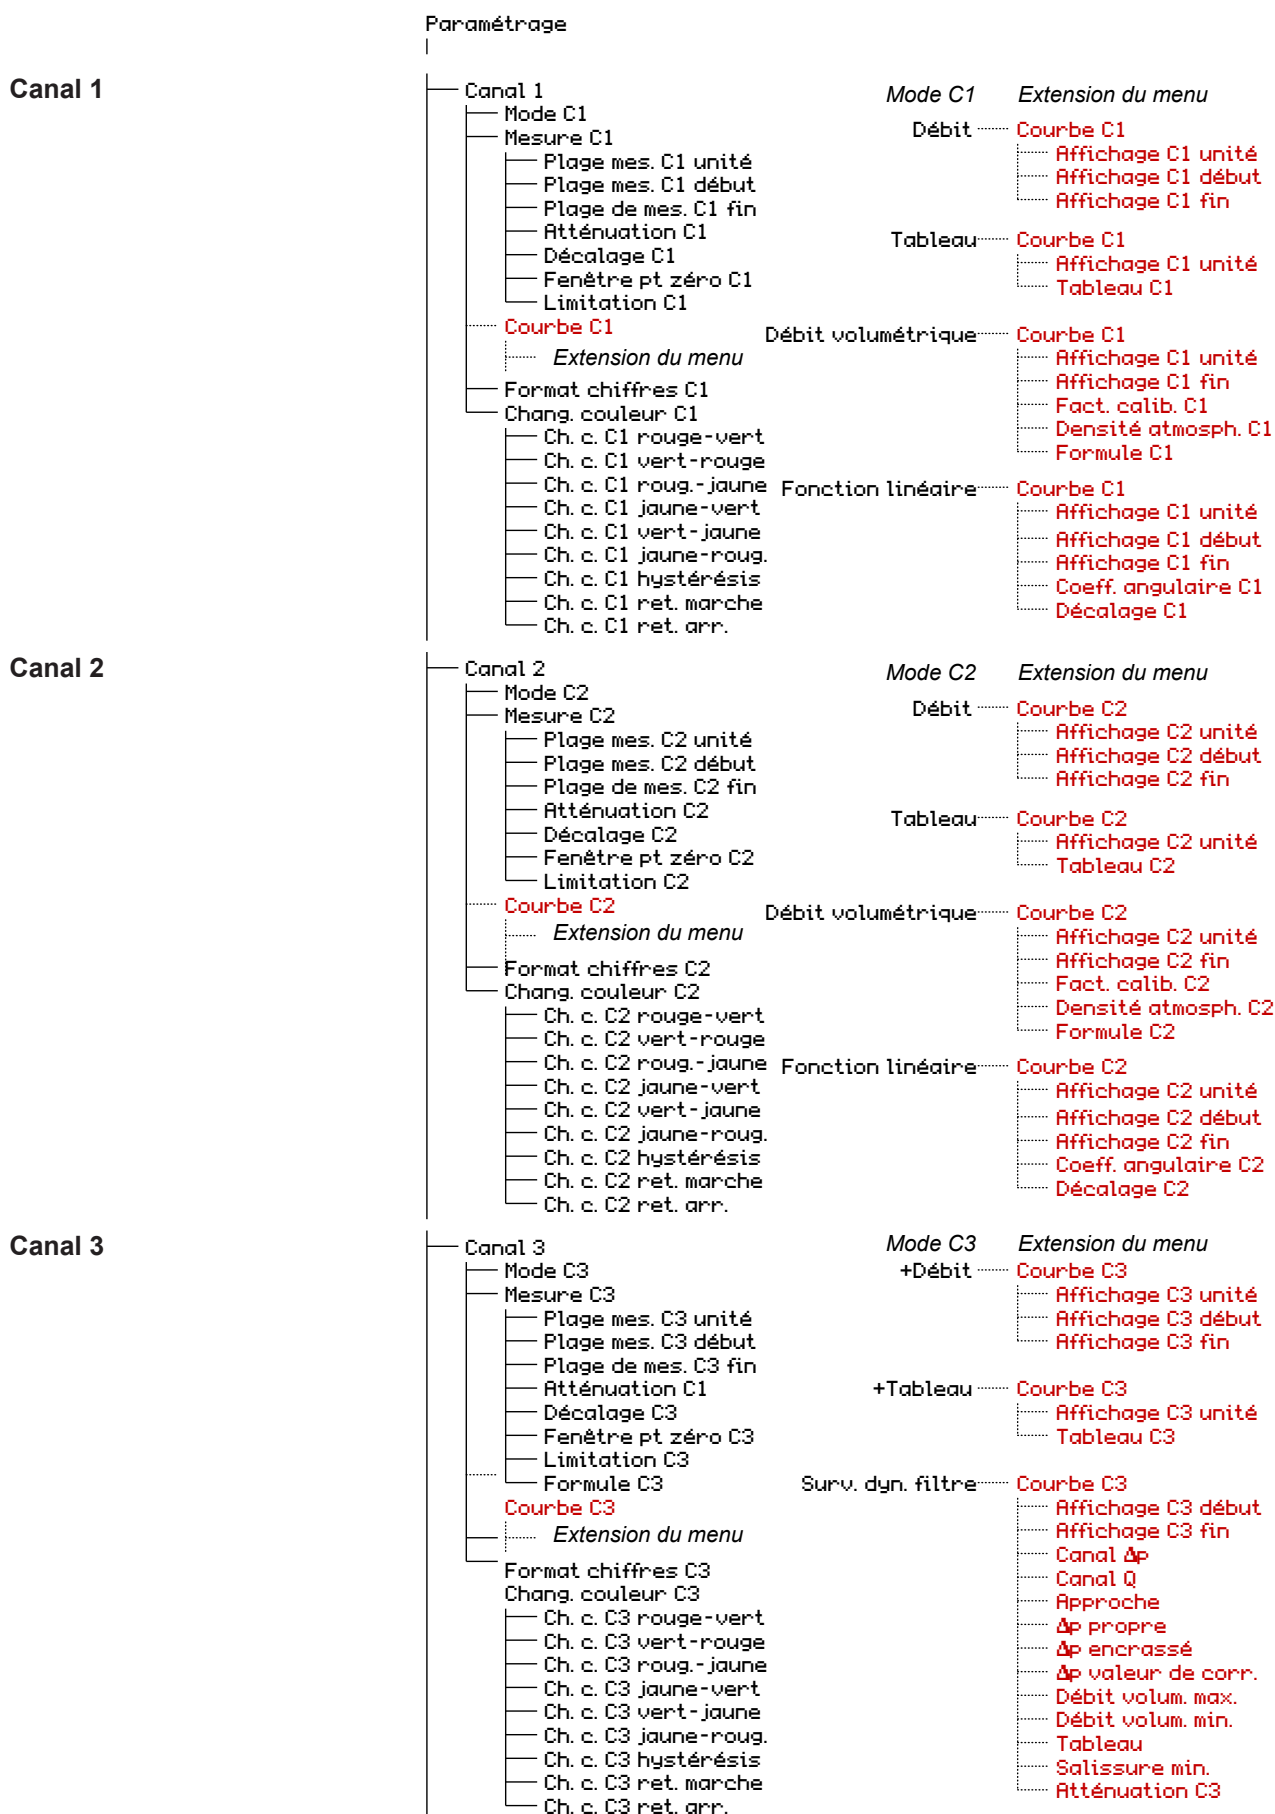 Paramétrage
Canal 1
Canal 1
Mode C1
Mesure C1
Plage mes. C1 unité
Plage mes. C1 début
Plage de mes. C1 fin
Atténuation C1
Décalage C1
Fenêtre pt zéro C1
Limitation C1
Courbe C1
Extension du menu
Format chiffres C1
Chang. couleur C1
Ch. c. C1 rouge-vert
Ch. c. C1 vert-rouge
Ch. c. C1 roug.-jaune
Ch. c. C1 jaune-vert
Ch. c. C1 vert-jaune
Ch. c. C1 jaune-roug.
Ch. c. C1 hystérésis
Ch. c. C1 ret. marche
Ch. c. C1 ret. arr.
Mode C1 Extension du menu
Débit Courbe C1
Affichage C1 unité
Affichage C1 début
Affichage C1 fin
Tableau Courbe C1
Affichage C1 unité
Tableau C1
Débit volumétrique Courbe C1
Affichage C1 unité
Affichage C1 fin
Fact. calib. C1
Densité atmosph. C1
Formule C1
Fonction linéaire Courbe C1
Affichage C1 unité
Affichage C1 début
Affichage C1 fin
Coeff. angulaire C1
Décalage C1
Canal 2
Canal 2
Mode C2
Mesure C2
Plage mes. C2 unité
Plage mes. C2 début
Plage de mes. C2 fin
Atténuation C2
Décalage C2
Fenêtre pt zéro C2
Limitation C2
Courbe C2
Extension du menu
Format chiffres C2
Chang. couleur C2
Ch. c. C2 rouge-vert
Ch. c. C2 vert-rouge
Ch. c. C2 roug.-jaune
Ch. c. C2 jaune-vert
Ch. c. C2 vert-jaune
Ch. c. C2 jaune-roug.
Ch. c. C2 hystérésis
Ch. c. C2 ret. marche
Ch. c. C2 ret. arr.
Mode C2 Extension du menu
Débit Courbe C2
Affichage C2 unité
Affichage C2 début
Affichage C2 fin
Tableau Courbe C2
Affichage C2 unité
Tableau C2
Débit volumétrique Courbe C2
Affichage C2 unité
Affichage C2 fin
Fact. calib. C2
Densité atmosph. C2
Formule C2
Fonction linéaire Courbe C2
Affichage C2 unité
Affichage C2 début
Affichage C2 fin
Coeff. angulaire C2
Décalage C2
Canal 3
Canal 3
Mode C3
Mesure C3
Plage mes. C3 unité
Plage mes. C3 début
Plage de mes. C3 fin
Atténuation C1
Décalage C3
Fenêtre pt zéro C3
Limitation C3
Formule C3
Courbe C3
Extension du menu
Format chiffres C3
Chang. couleur C3
Ch. c. C3 rouge-vert
Ch. c. C3 vert-rouge
Ch. c. C3 roug.-jaune
Ch. c. C3 jaune-vert
Ch. c. C3 vert-jaune
Ch. c. C3 jaune-roug.
Ch. c. C3 hystérésis
Ch. c. C3 ret. marche
Ch. c. C3 ret. arr.
Mode C3 Extension du menu
+Débit Courbe C3
Affichage C3 unité
Affichage C3 début
Affichage C3 fin
+Tableau Courbe C3
Affichage C3 unité
Tableau C3
Surv. dyn. filtre Courbe C3
Affichage C3 début
Affichage C3 fin
Canal Δp
Canal Q
Approche
Δp propre
Δp encrassé
Δp valeur de corr.
Débit volum. max.
Débit volum. min.
Tableau
Salissure min.
Atténuation C3